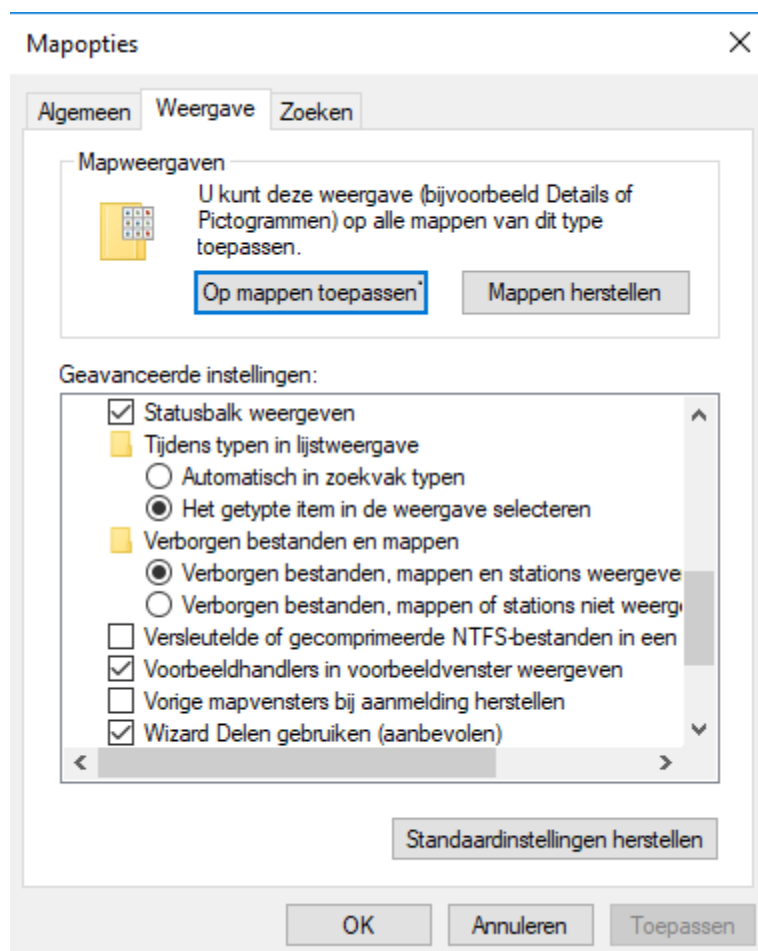 Mapopties
Algemeen Weergave Zoeken
Mapweergaven
U kunt deze weergave (bijvoorbeeld Details of
Pictogrammen) op alle mappen van dit type
toepassen.
Op mappen toepassen Mappen herstellen
Geavanceerde instellingen:
Statusbalk weergeven
Tijdens typen in lijstweergave
Automatisch in zoekvak typen
Het getypte item in de weergave selecteren
Verborgen bestanden en mappen
Verborgen bestanden, mappen en stations weergeve
Verborgen bestanden, mappen of stations niet weerg
Versleutelde of gecomprimeerde NTFS-bestanden in een
Voorbeeldhandlers in voorbeeldvenster weergeven
Vorige mapvensters bij aanmelding herstellen
Wizard Delen gebruiken (aanbevolen)
Standaardinstellingen herstellen
OK Annuleren Toepassen